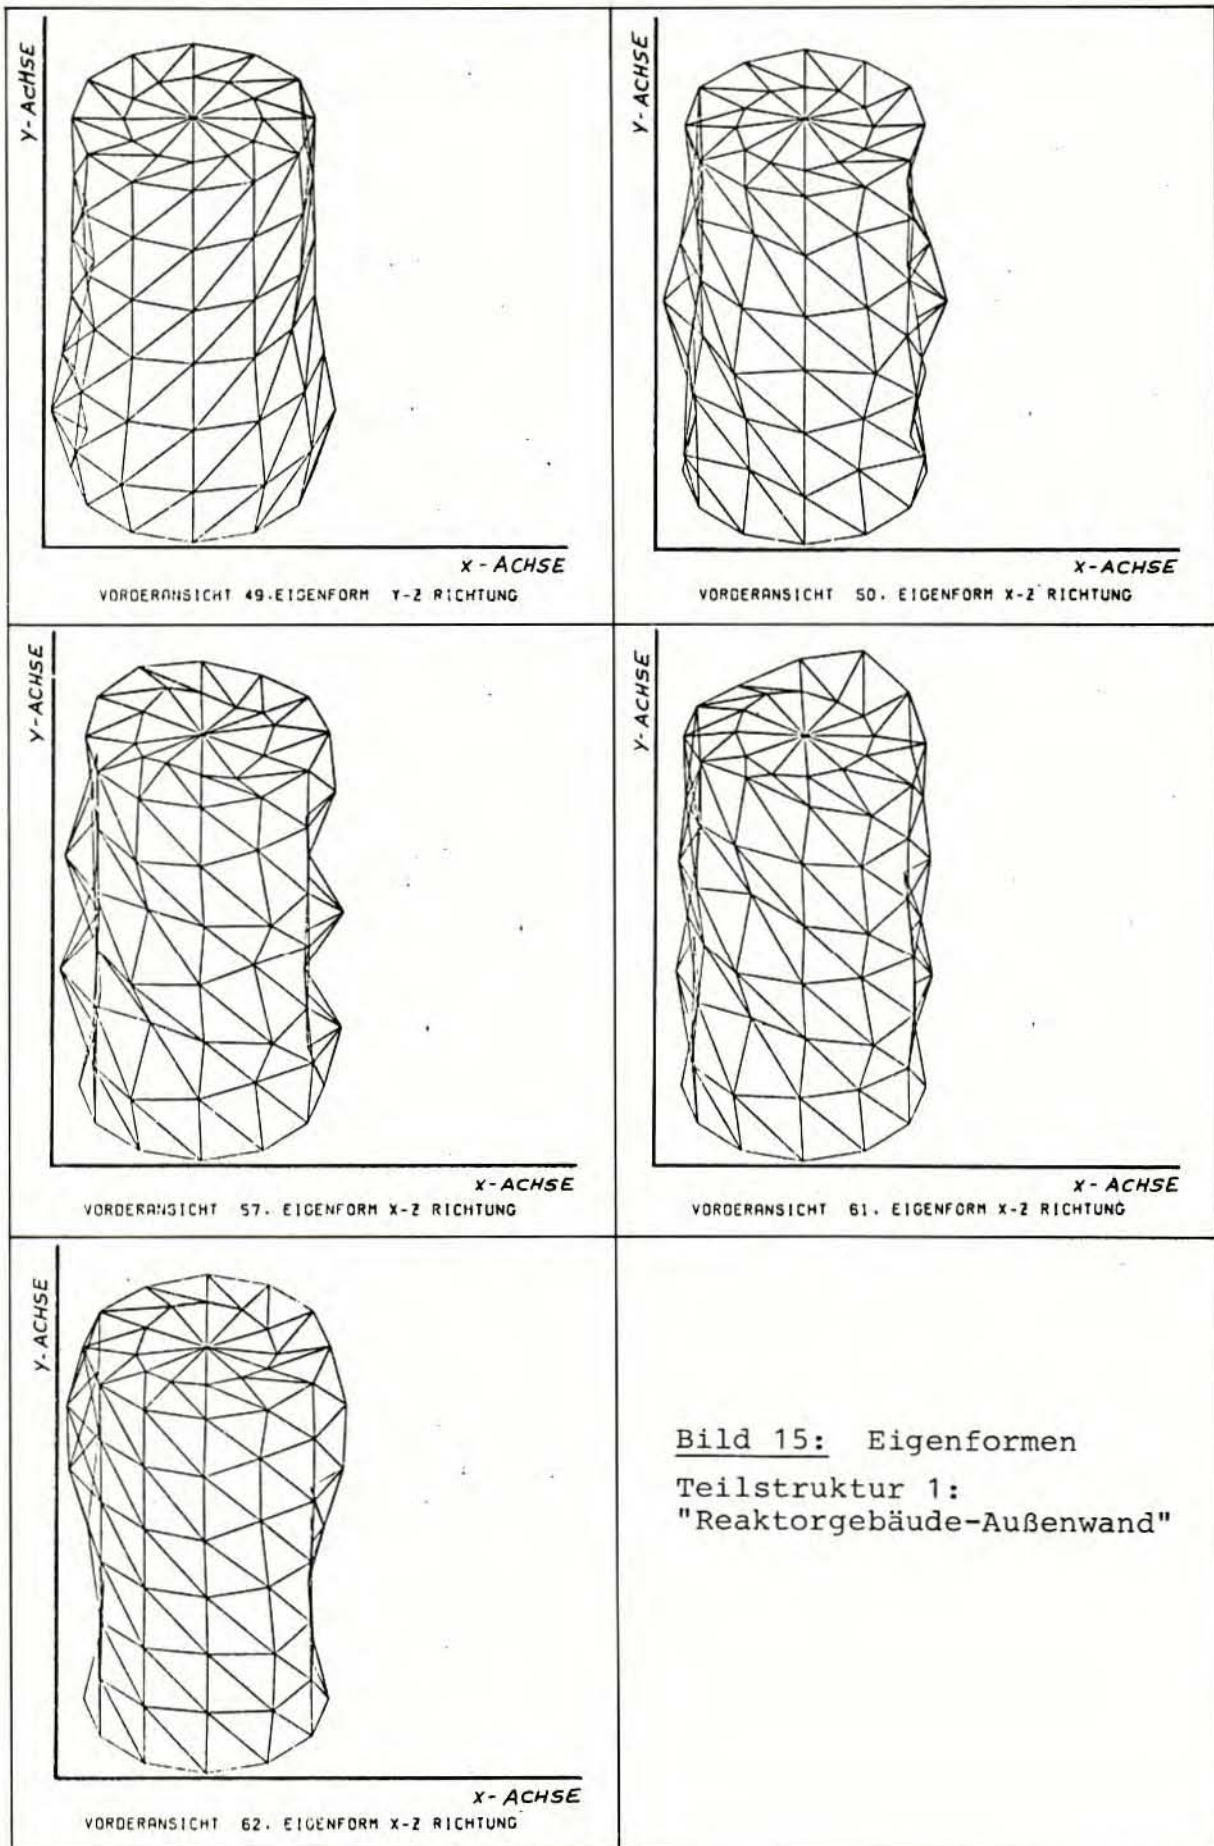 Y-ACHSE
X-ACHSE
VORDERANSICHT 49.EIGENFORM Y-Z RICHTUNG
Y-ACHSE
X-ACHSE
VORDERANSICHT 50. EIGENFORM X-Z RICHTUNG
Y-ACHSE
X-ACHSE
VORDERANSICHT 57. EIGENFORM X-Z RICHTUNG
Y-ACHSE
X-ACHSE
VORDERANSICHT 61. EIGENFORM X-Z RICHTUNG
Y-ACHSE
X-ACHSE
VORDERANSICHT 62. EIGENFORM X-Z RICHTUNG
Bild 15: Eigenformen
Teilstruktur 1:
"Reaktorgebäude-Außenwand"